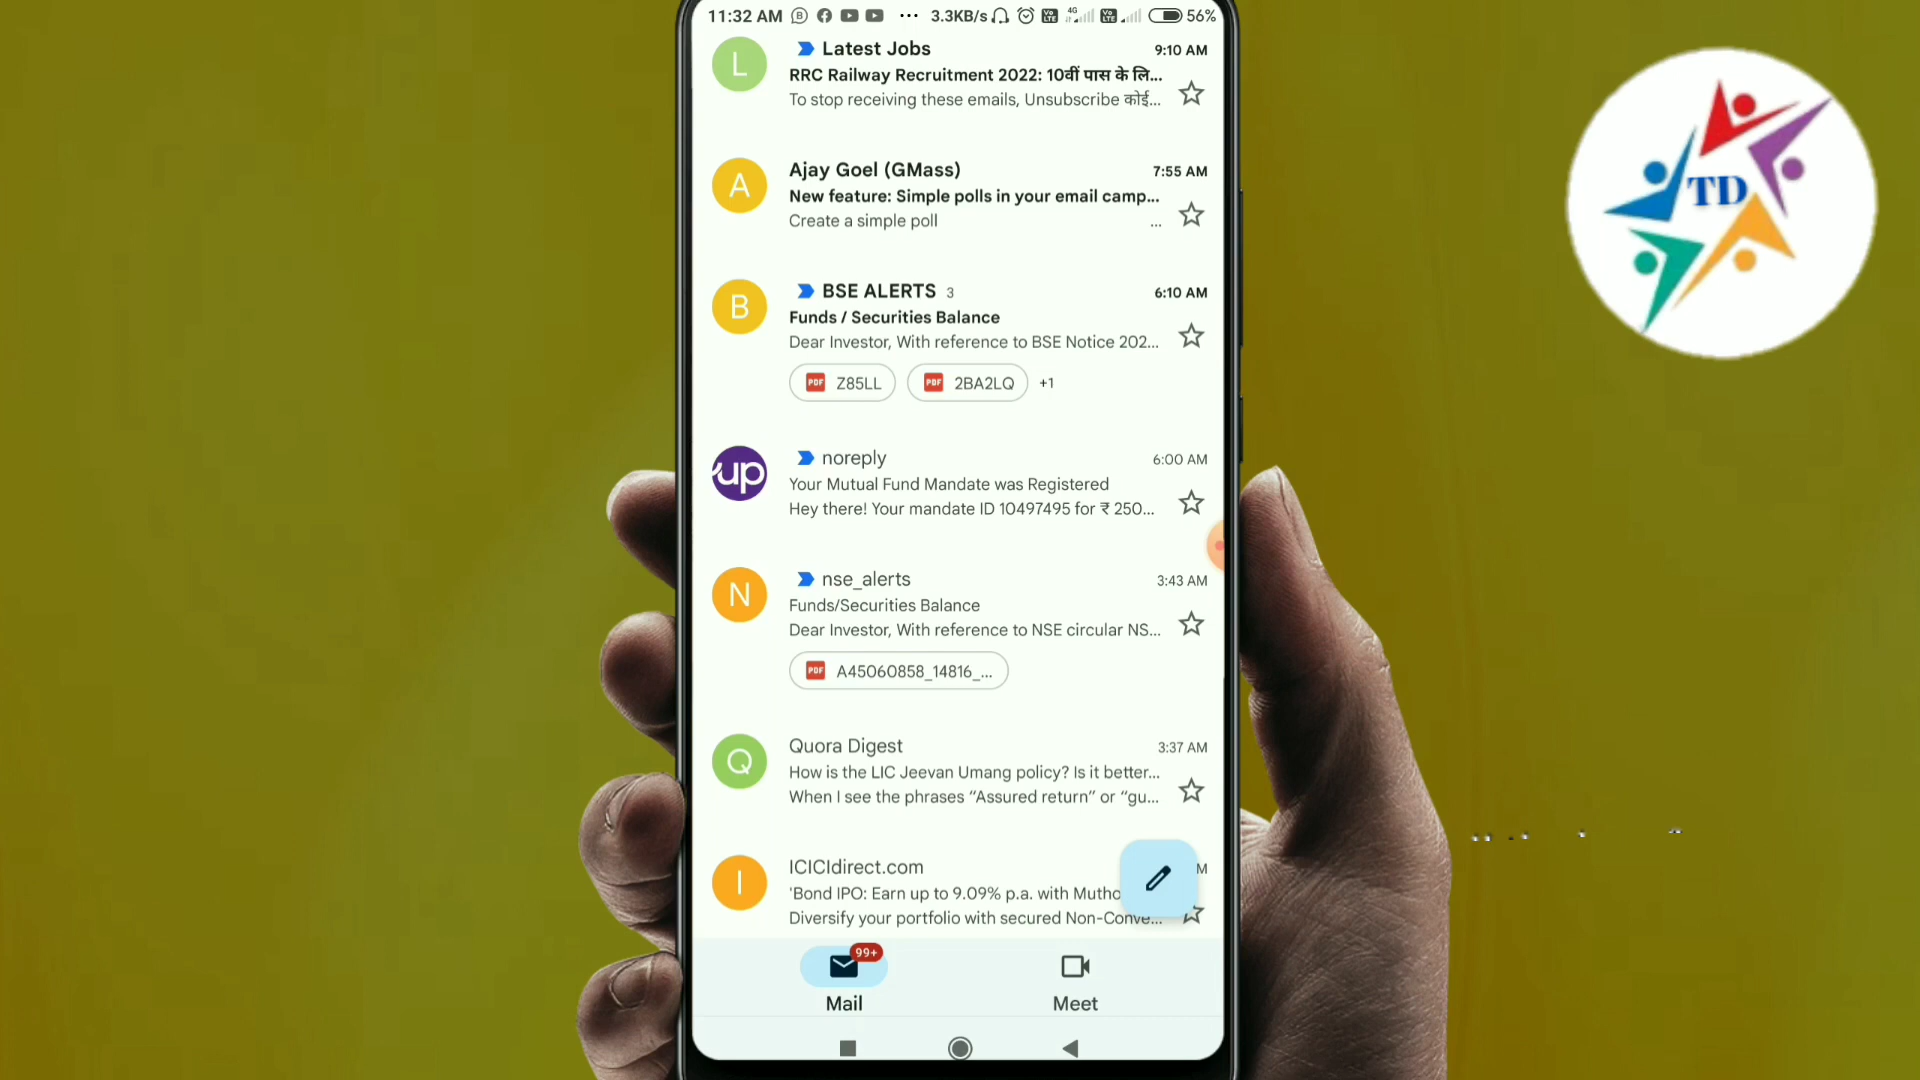 11:32 AM ... 3.3KB/s 4G 56%
L
Latest Jobs 9:10 AM
RRC Railway Recruitment 2022: 10वीं पास के लि...
To stop receiving these emails, Unsubscribe कोई...
A
Ajay Goel (GMass) 7:55 AM
New feature: Simple polls in your email camp...
Create a simple poll ...
B
BSE ALERTS 3 6:10 AM
Funds / Securities Balance
Dear Investor, With reference to BSE Notice 202...
PDF Z85LL PDF 2BA2LQ +1
up
noreply 6:00 AM
Your Mutual Fund Mandate was Registered
Hey there! Your mandate ID 10497495 for ₹ 250...
N
nse_alerts 3:43 AM
Funds/Securities Balance
Dear Investor, With reference to NSE circular NS...
PDF A45060858_14816_...
Q
Quora Digest 3:37 AM
How is the LIC Jeevan Umang policy? Is it better...
When I see the phrases “Assured return” or “gu...
I
ICICIdirect.com M
'Bond IPO: Earn up to 9.09% p.a. with Mutho
Diversify your portfolio with secured Non-Conve...
99+
Mail Meet
TD